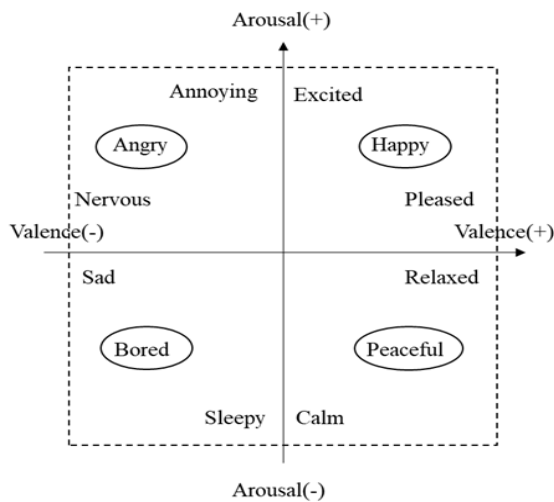 Arousal(+)
Annoying Excited
Angry Happy
Nervous Pleased
Valence(-) Valence(+)
Sad Relaxed
Bored Peaceful
Sleepy Calm
Arousal(-)